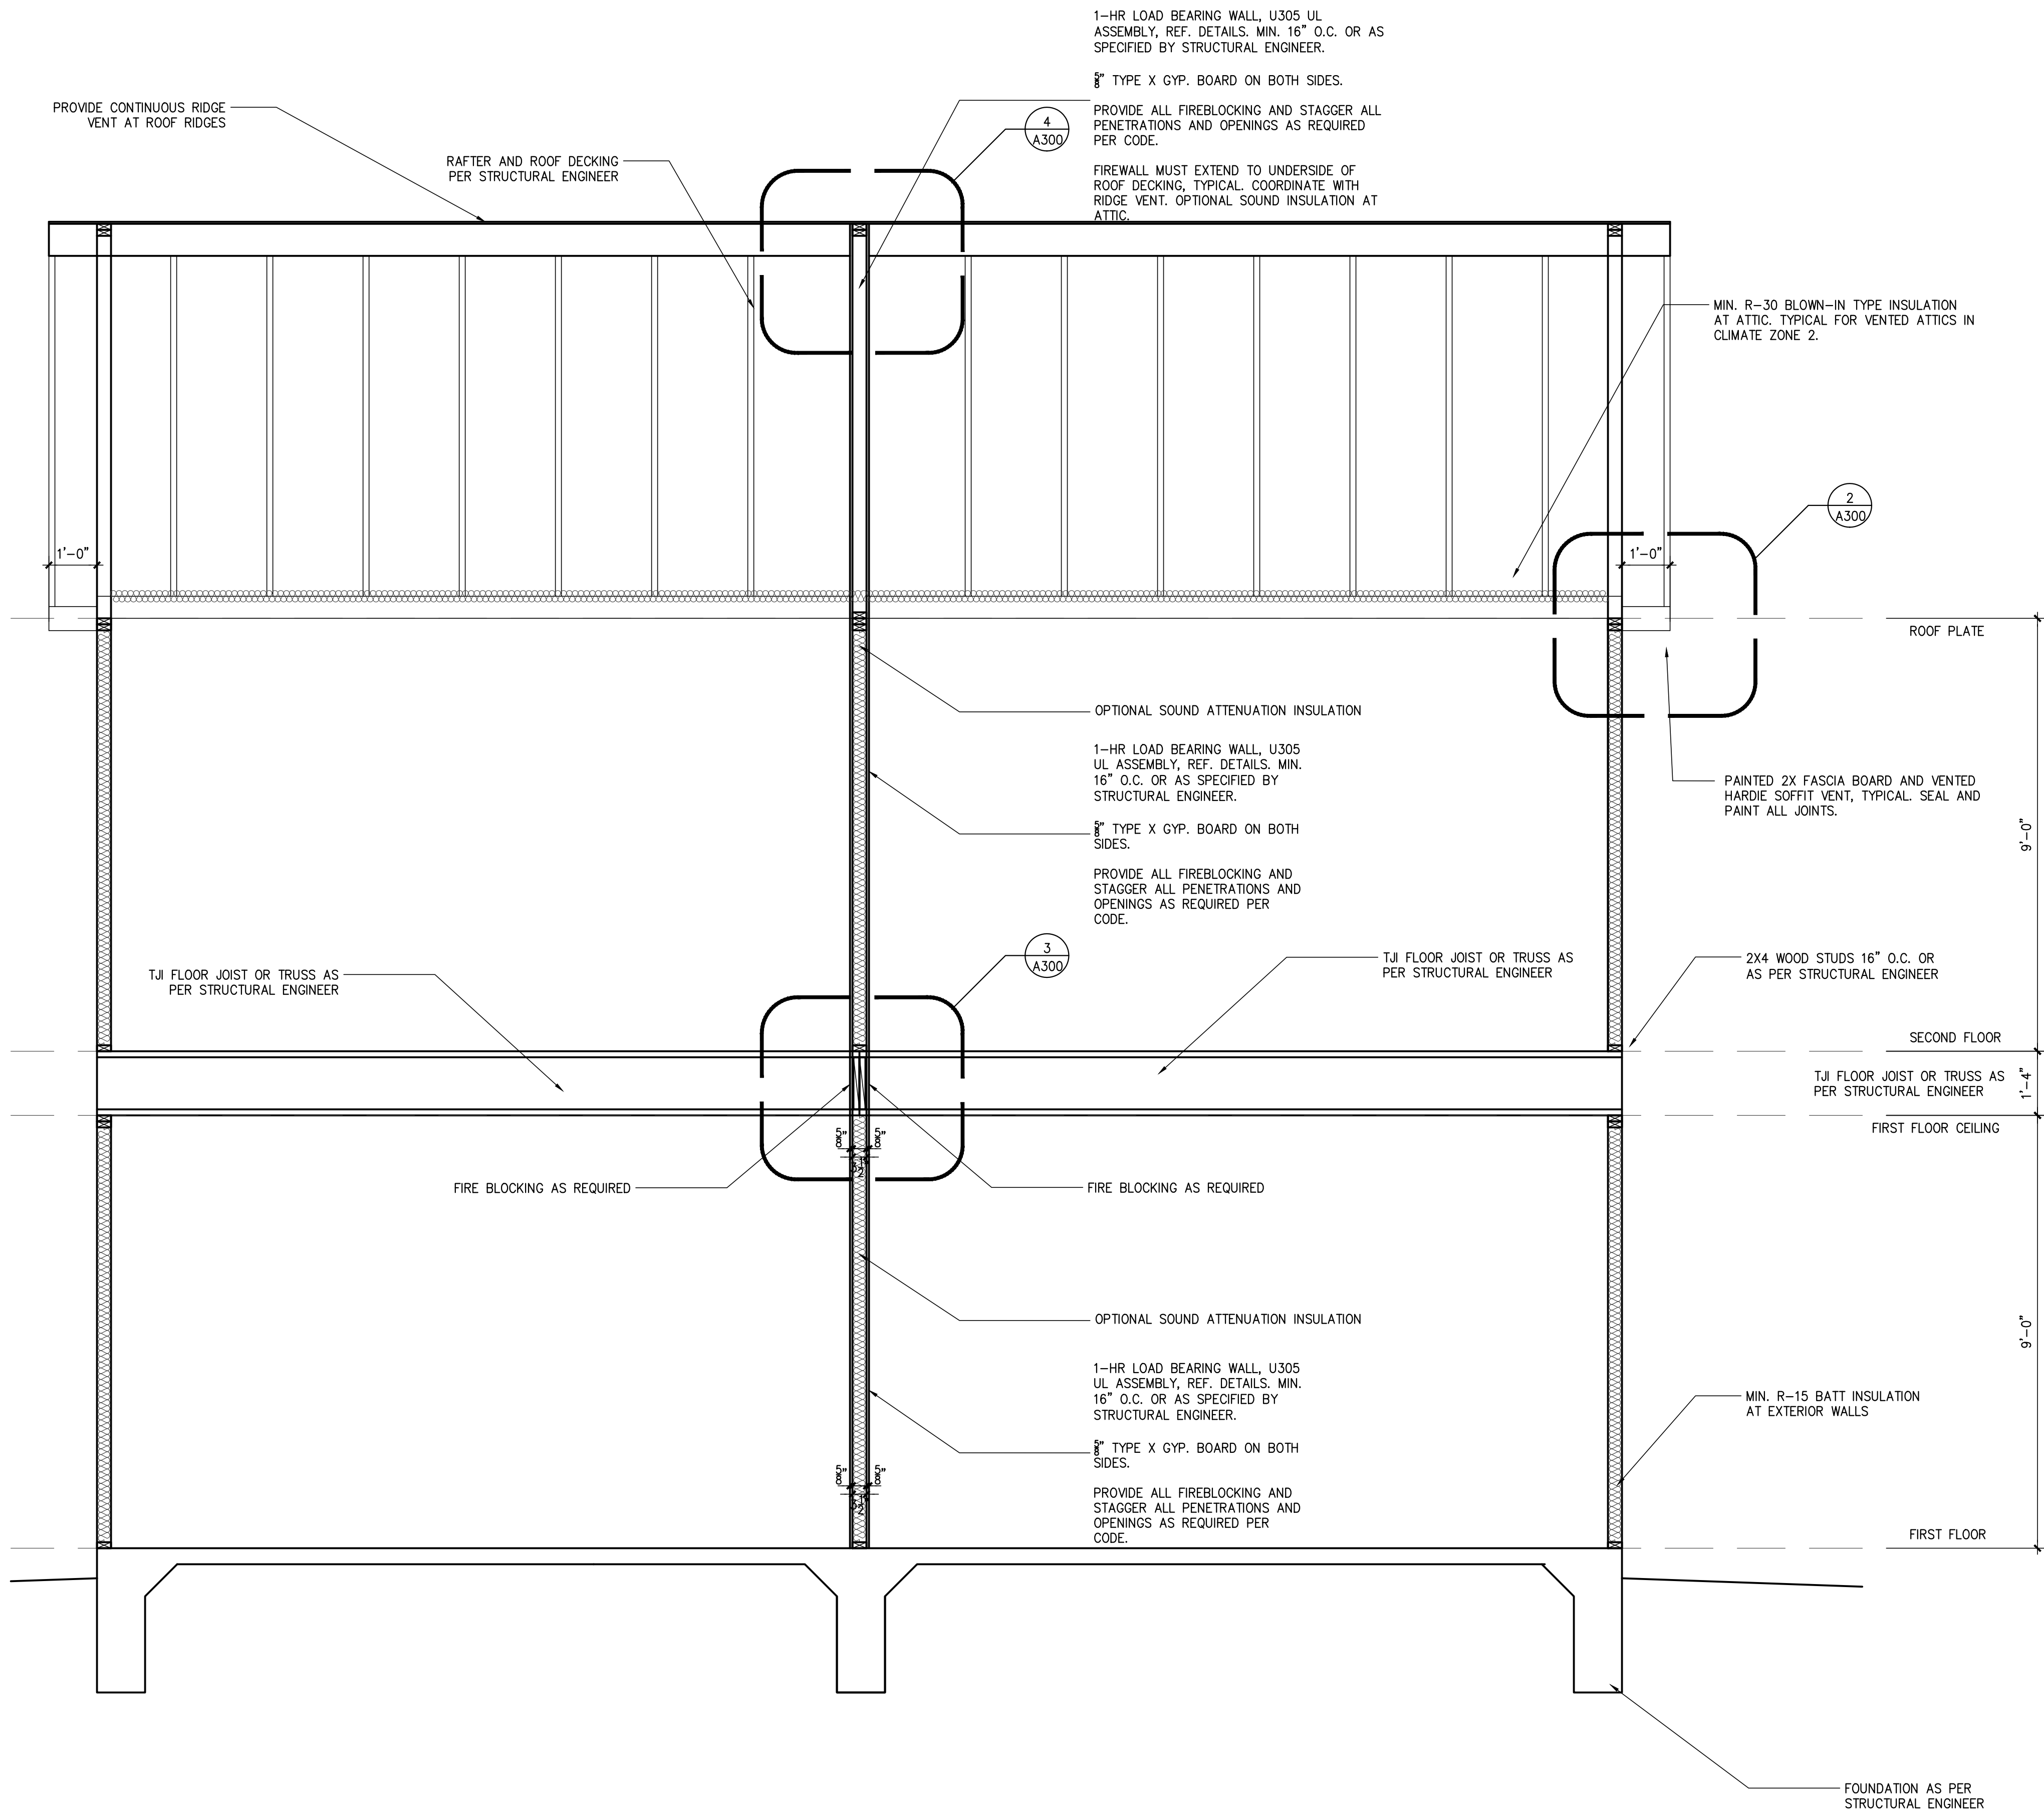 1-HR LOAD BEARING WALL, U305 UL
ASSEMBLY, REF. DETAILS. MIN. 16" O.C. OR AS
SPECIFIED BY STRUCTURAL ENGINEER.
5/8" TYPE X GYP. BOARD ON BOTH SIDES.
PROVIDE ALL FIREBLOCKING AND STAGGER ALL
PENETRATIONS AND OPENINGS AS REQUIRED
PER CODE.
FIREWALL MUST EXTEND TO UNDERSIDE OF
ROOF DECKING, TYPICAL. COORDINATE WITH
RIDGE VENT. OPTIONAL SOUND INSULATION AT
ATTIC.
PROVIDE CONTINUOUS RIDGE
VENT AT ROOF RIDGES
RAFTER AND ROOF DECKING
PER STRUCTURAL ENGINEER
4
A300
MIN. R-30 BLOWN-IN TYPE INSULATION
AT ATTIC. TYPICAL FOR VENTED ATTICS IN
CLIMATE ZONE 2.
2
A300
1'-0"
1'-0"
ROOF PLATE
OPTIONAL SOUND ATTENUATION INSULATION
1-HR LOAD BEARING WALL, U305
UL ASSEMBLY, REF. DETAILS. MIN.
16" O.C. OR AS SPECIFIED BY
STRUCTURAL ENGINEER.
5/8" TYPE X GYP. BOARD ON BOTH
SIDES.
PROVIDE ALL FIREBLOCKING AND
STAGGER ALL PENETRATIONS AND
OPENINGS AS REQUIRED PER
CODE.
PAINTED 2X FASCIA BOARD AND VENTED
HARDIE SOFFIT VENT, TYPICAL. SEAL AND
PAINT ALL JOINTS.
9'-0"
3
A300
TJI FLOOR JOIST OR TRUSS AS
PER STRUCTURAL ENGINEER
TJI FLOOR JOIST OR TRUSS AS
PER STRUCTURAL ENGINEER
2X4 WOOD STUDS 16" O.C. OR
AS PER STRUCTURAL ENGINEER
SECOND FLOOR
TJI FLOOR JOIST OR TRUSS AS
PER STRUCTURAL ENGINEER
1'-4"
FIRST FLOOR CEILING
5/8"
5/8"
3 1/2
FIRE BLOCKING AS REQUIRED
FIRE BLOCKING AS REQUIRED
OPTIONAL SOUND ATTENUATION INSULATION
9'-0"
1-HR LOAD BEARING WALL, U305
UL ASSEMBLY, REF. DETAILS. MIN.
16" O.C. OR AS SPECIFIED BY
STRUCTURAL ENGINEER.
5/8" TYPE X GYP. BOARD ON BOTH
SIDES.
PROVIDE ALL FIREBLOCKING AND
STAGGER ALL PENETRATIONS AND
OPENINGS AS REQUIRED PER
CODE.
MIN. R-15 BATT INSULATION
AT EXTERIOR WALLS
5/8"
5/8"
3 1/2
FIRST FLOOR
FOUNDATION AS PER
STRUCTURAL ENGINEER